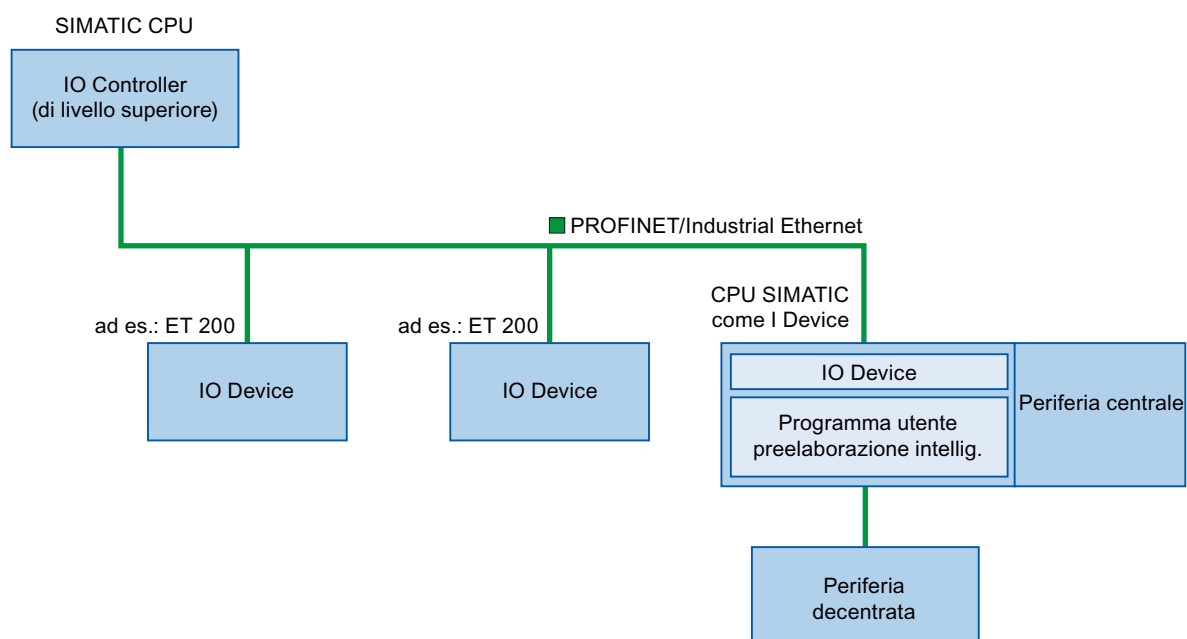 SIMATIC CPU
IO Controller
(di livello superiore)
PROFINET/Industrial Ethernet
ad es.: ET 200
IO Device
ad es.: ET 200
IO Device
CPU SIMATIC
come I Device
IO Device
Programma utente
preelaborazione intellig.
Periferia centrale
Periferia
decentrata